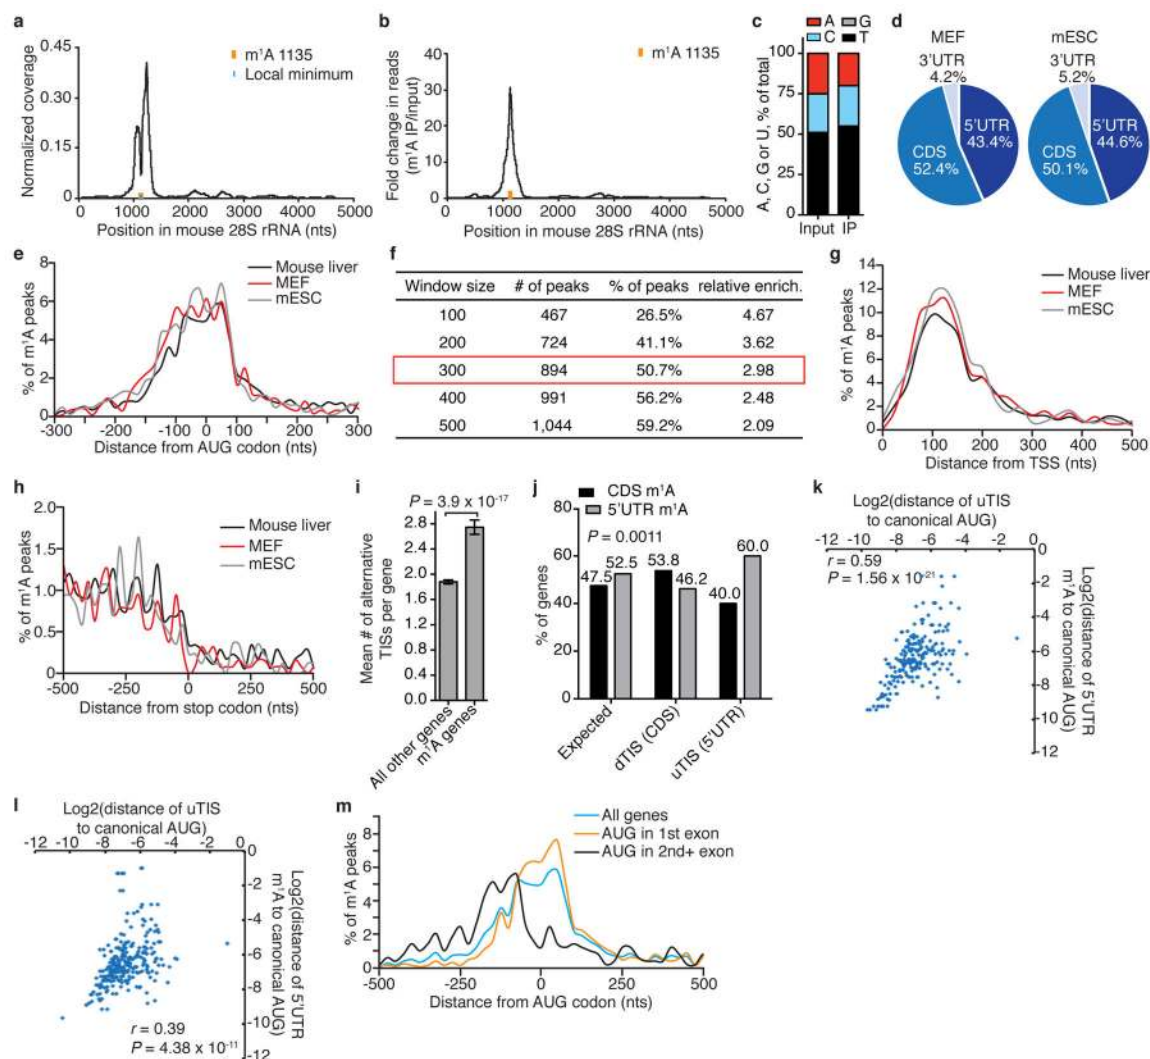 a
Normalized coverage
0.45
0.30
0.15
0
m¹A 1135
Local minimum
0 1000 2000 3000 4000 5000
Position in mouse 28S rRNA (nts)
b
Fold change in reads
(m¹A IP/input)
40
30
20
10
0
m¹A 1135
0 1000 2000 3000 4000 5000
Position in mouse 28S rRNA (nts)
c
A G
C T
A, C, G or U, % of total
100
75
50
25
0
Input IP
d
MEF
3'UTR
4.2%
5'UTR
43.4%
CDS
52.4%
mESC
3'UTR
5.2%
5'UTR
44.6%
CDS
50.1%
e
% of m¹A peaks
8
6
4
2
0
Mouse liver
MEF
mESC
-300 -200 -100 0 100 200 300
Distance from AUG codon (nts)
f
Window size # of peaks % of peaks relative enrich.
100 467 26.5% 4.67
200 724 41.1% 3.62
300 894 50.7% 2.98
400 991 56.2% 2.48
500 1,044 59.2% 2.09
g
% of m¹A peaks
14
12
10
8
6
4
2
0
Mouse liver
MEF
mESC
0 100 200 300 400 500
Distance from TSS (nts)
h
% of m¹A peaks
2.0
1.5
1.0
0.5
0
Mouse liver
MEF
mESC
-500 -250 0 250 500
Distance from stop codon (nts)
i
P = 3.9 x 10⁻¹⁷
Mean # of alternative
TISs per gene
2.8
2.4
2.0
1.6
1.2
0.8
0.4
0.0
All other genes
m¹A genes
j
CDS m¹A
5'UTR m¹A
P = 0.0011
% of genes
80
60
40
20
0
47.5 52.5 53.8 46.2 40.0 60.0
Expected
dTIS (CDS)
uTIS (5'UTR)
k
Log2(distance of uTIS
to canonical AUG)
-12 -10 -8 -6 -4 -2 0
0
-2
-4
-6
-8
-10
-12
r = 0.59
P = 1.56 x 10⁻²¹
Log2(distance of 5'UTR
m¹A to canonical AUG)
l
Log2(distance of uTIS
to canonical AUG)
-12 -10 -8 -6 -4 -2 0
0
-2
-4
-6
-8
-10
-12
r = 0.39
P = 4.38 x 10⁻¹¹
Log2(distance of 5'UTR
m¹A to canonical AUG)
m
% of m¹A peaks
8
6
4
2
0
All genes
AUG in 1st exon
AUG in 2nd+ exon
-500 -250 0 250 500
Distance from AUG codon (nts)